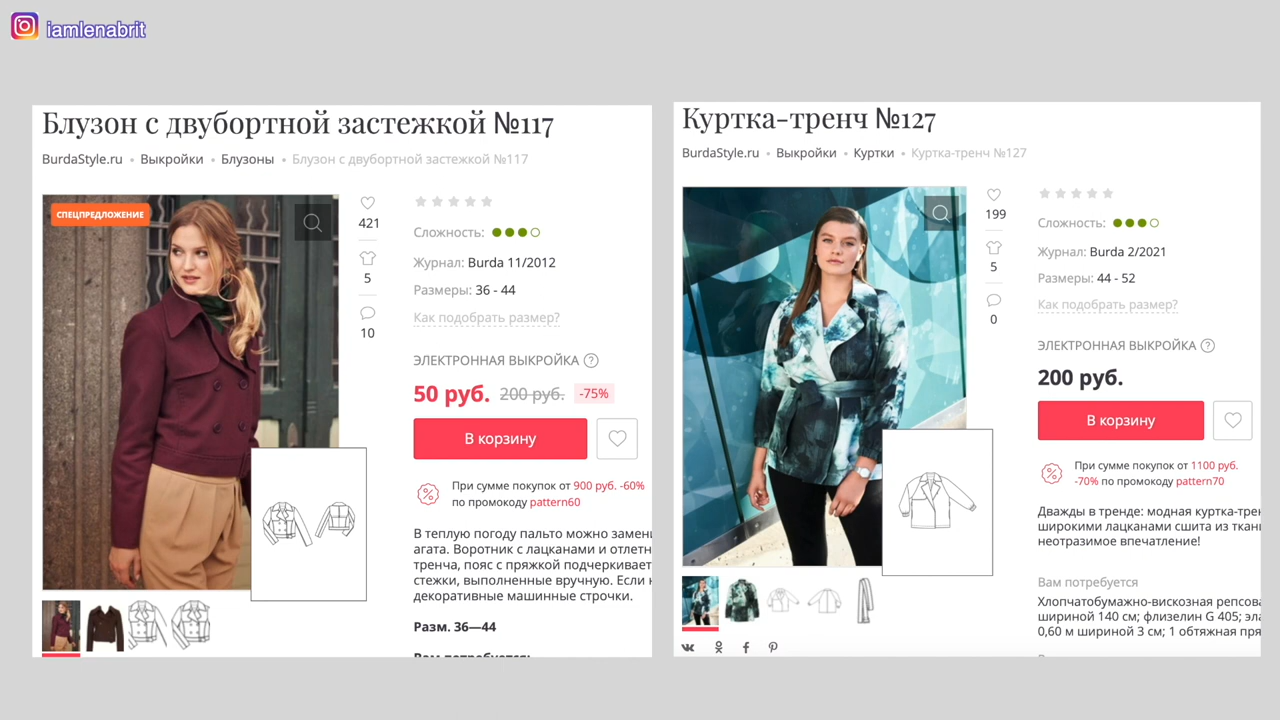 iamlenabrit
Блузон с двубортной застежкой №117
BurdaStyle.ru • Выкройки • Блузоны • Блузон с двубортной застежкой №117
СПЕЦПРЕДЛОЖЕНИЕ
421
5
10
Сложность:
Журнал: Burda 11/2012
Размеры: 36 - 44
Как подобрать размер?
ЭЛЕКТРОННАЯ ВЫКРОЙКА ?
50 руб. 200 руб. -75%
В корзину
При сумме покупок от 900 руб. -60%
по промокоду pattern60
В теплую погоду пальто можно замени
агата. Воротник с лацканами и отлетн
тренча, пояс с пряжкой подчеркивает
стежки, выполненные вручную. Если
декоративные машинные строчки.
Разм. 36—44
Вам потребуется:
Куртка-тренч №127
BurdaStyle.ru • Выкройки • Куртки • Куртка-тренч №127
199
5
0
Сложность:
Журнал: Burda 2/2021
Размеры: 44 - 52
Как подобрать размер?
ЭЛЕКТРОННАЯ ВЫКРОЙКА ?
200 руб.
В корзину
При сумме покупок от 1100 руб.
-70% по промокоду pattern70
Дважды в тренде: модная куртка-трен
широкими лацканами сшита из ткан
неотразимое впечатление!
Вам потребуется
Хлопчатобумажно-вискозная репсова
шириной 140 см; флизелин G 405; эла
0,60 м шириной 3 см; 1 обтяжная пря